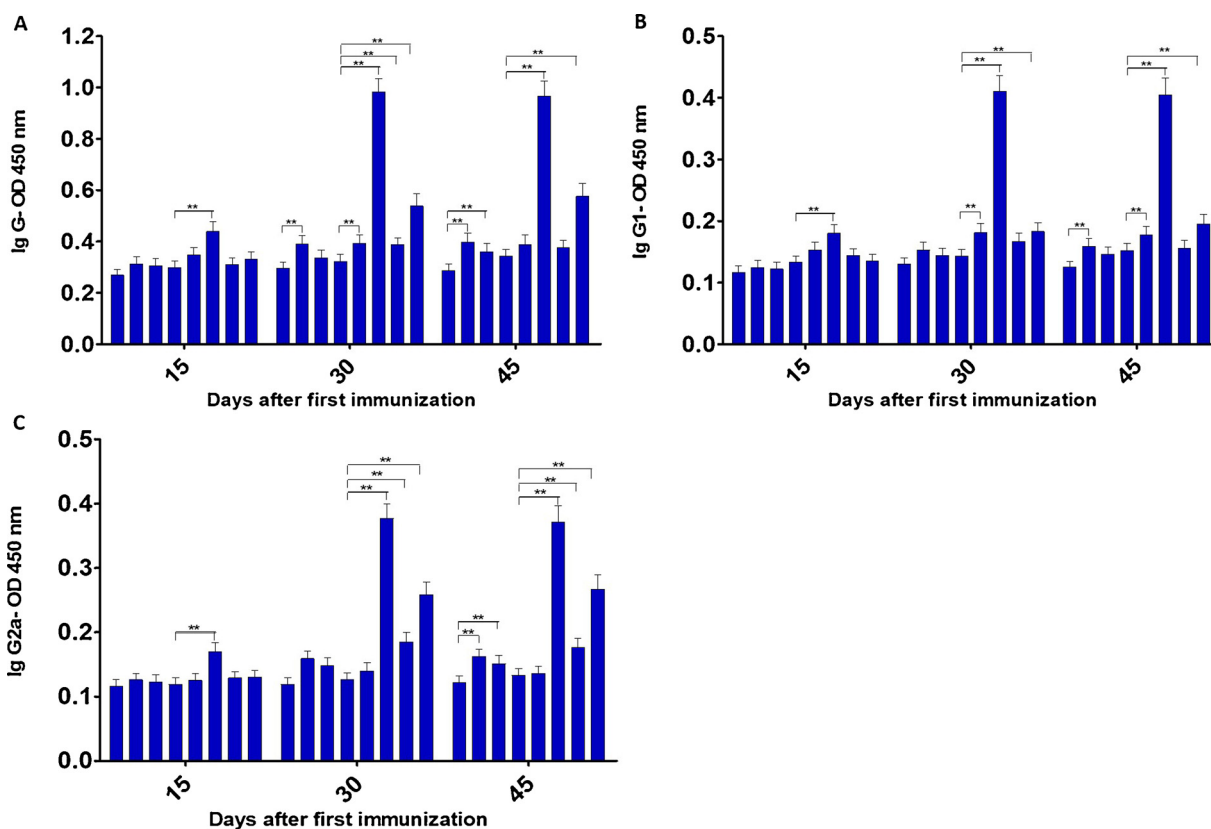 A
Ig G- OD 450 nm
1.2
1.0
0.8
0.6
0.4
0.2
0.0
** ** ** ** ** ** ** ** ** ** **
15 30 45
Days after first immunization
B
Ig G1- OD 450 nm
0.5
0.4
0.3
0.2
0.1
0.0
** ** ** ** ** ** ** **
15 30 45
Days after first immunization
C
Ig G2a- OD 450 nm
0.5
0.4
0.3
0.2
0.1
0.0
** ** ** ** ** ** ** ** **
15 30 45
Days after first immunization